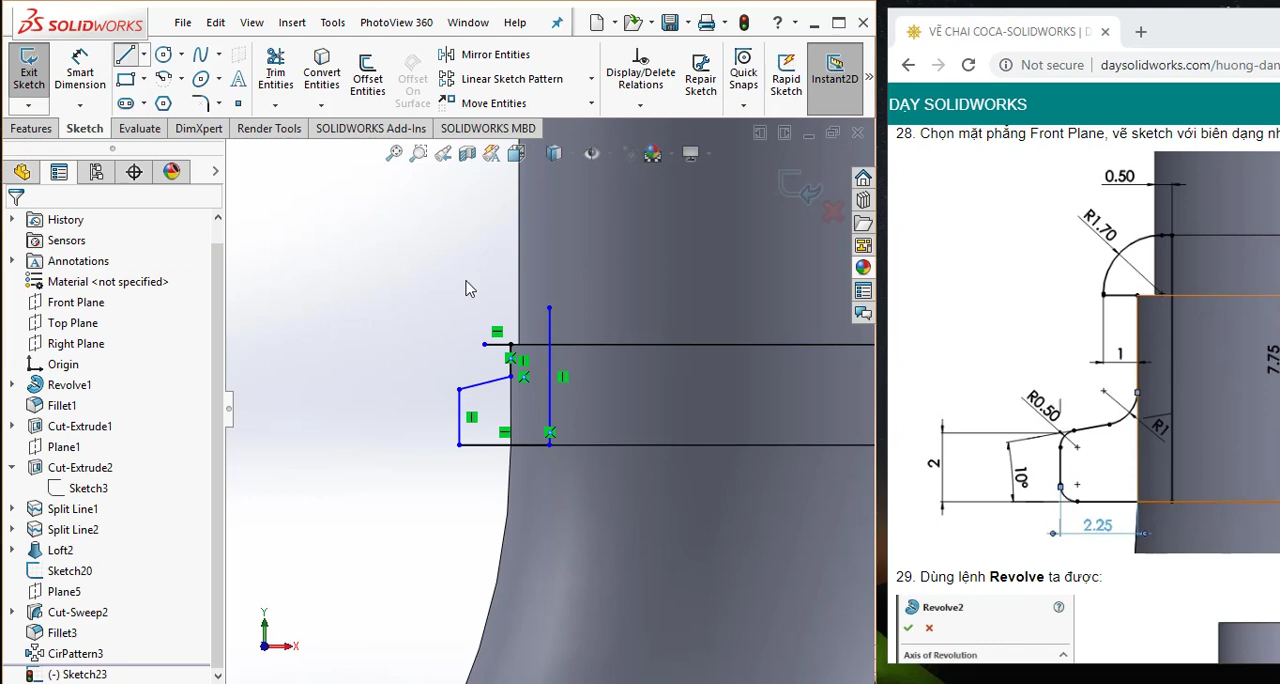 SOLIDWORKS
File Edit View Insert Tools PhotoView 360 Window Help
Exit Sketch
Smart Dimension
Trim Entities
Convert Entities
Offset Entities
Offset On Surface
Mirror Entities
Linear Sketch Pattern
Move Entities
Display/Delete Relations
Repair Sketch
Quick Snaps
Rapid Sketch
Instant2D
Features Sketch Evaluate DimXpert Render Tools SOLIDWORKS Add-Ins SOLIDWORKS MBD
History
Sensors
Annotations
Material <not specified>
Front Plane
Top Plane
Right Plane
Origin
Revolve1
Fillet1
Cut-Extrude1
Plane1
Cut-Extrude2
Sketch3
Split Line1
Split Line2
Loft2
Sketch20
Plane5
Cut-Sweep2
Fillet3
CirPattern3
(-) Sketch23
Y
X
VẼ CHAI COCA-SOLIDWORKS | D
Not secure daysolidworks.com/huong-dan
DAY SOLIDWORKS
28. Chọn mặt phẳng Front Plane, vẽ sketch với biên dạng nh
0.50
R1.70
1
7.75
R0.50
R1
2
10°
2.25
29. Dùng lệnh Revolve ta được:
Revolve2
Axis of Revolution